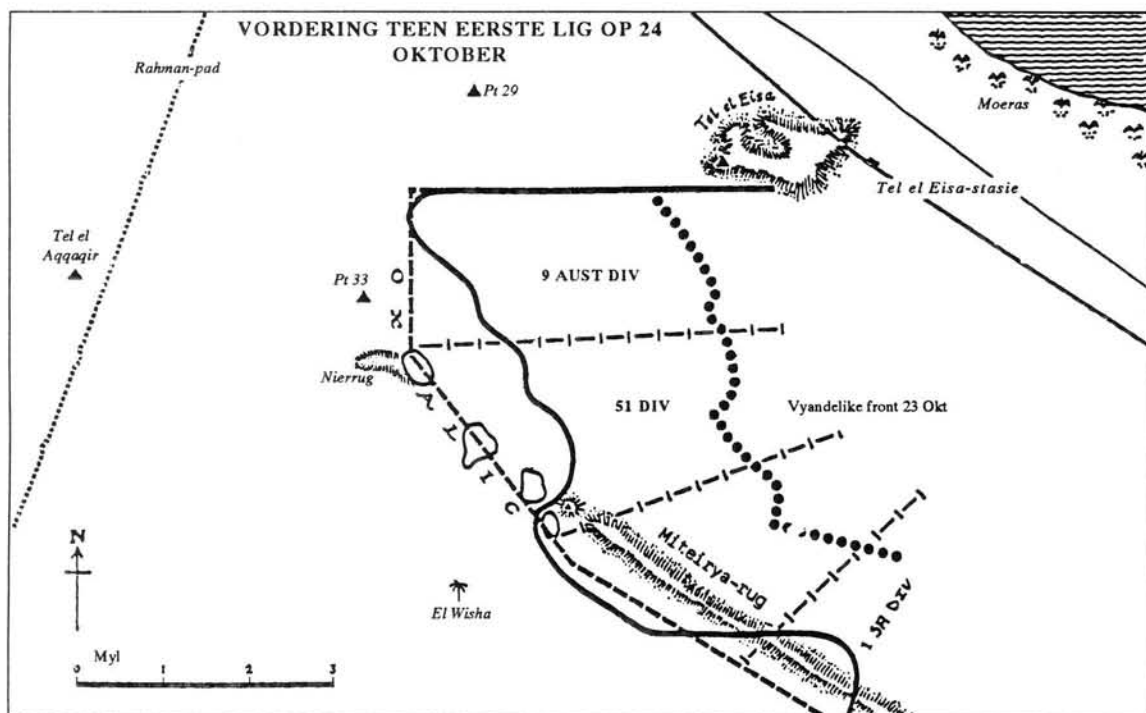 VORDERING TEEN EERSTE LIG OP 24
OKTOBER
Rahman-pad
Pt 29
Tel el Eisa
Moeras
Tel el Eisa-stasie
Tel el
Aqqaqir
Pt 33
9 AUST DIV
OXALIC
Nierrug
51 DIV
Vyandelike front 23 Okt
Miteirya-rug
1 SA DIV
N
El Wisha
Myl
0 1 2 3